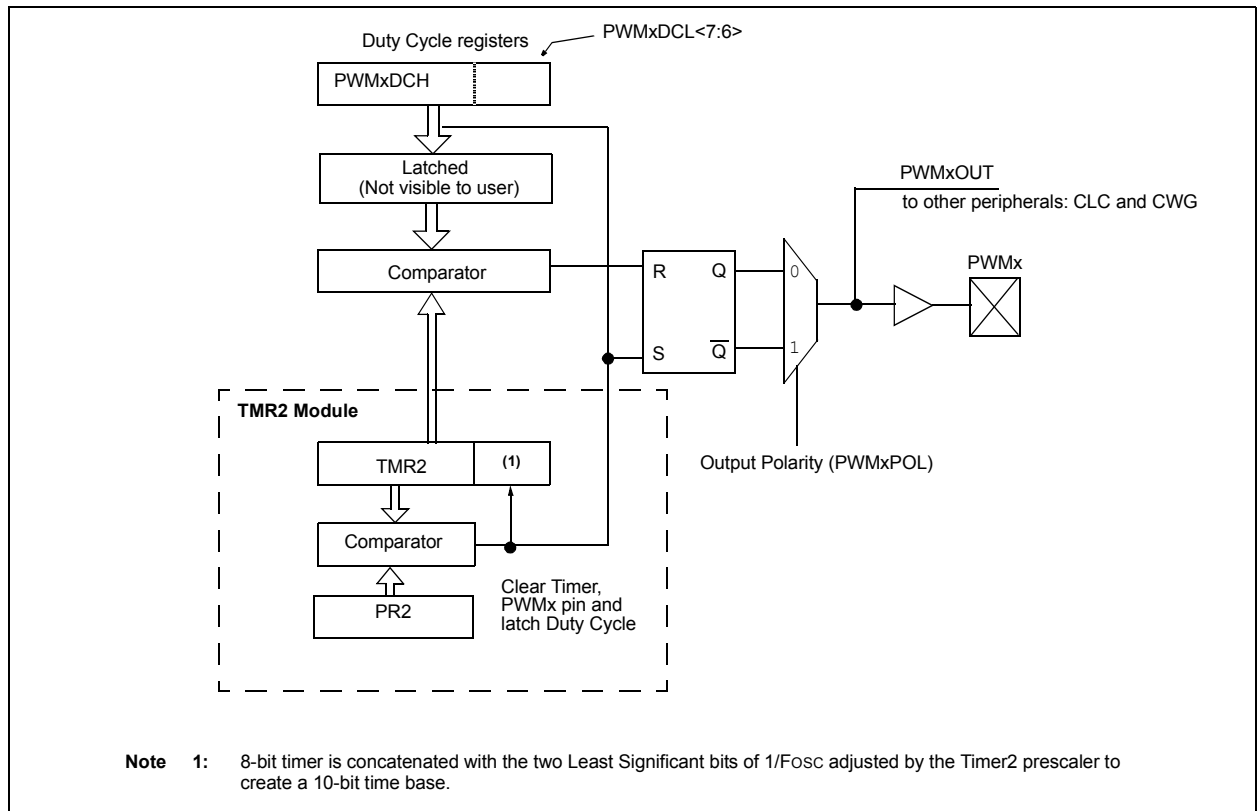 Duty Cycle registers
PWMxDCL<7:6>
PWMxDCH
Latched
(Not visible to user)
Comparator
R Q
S Q̅
0
1
PWMxOUT
to other peripherals: CLC and CWG
PWMx
Output Polarity (PWMxPOL)
TMR2 Module
TMR2 (1)
Comparator
PR2
Clear Timer,
PWMx pin and
latch Duty Cycle
Note 1: 8-bit timer is concatenated with the two Least Significant bits of 1/Fosc adjusted by the Timer2 prescaler to
create a 10-bit time base.